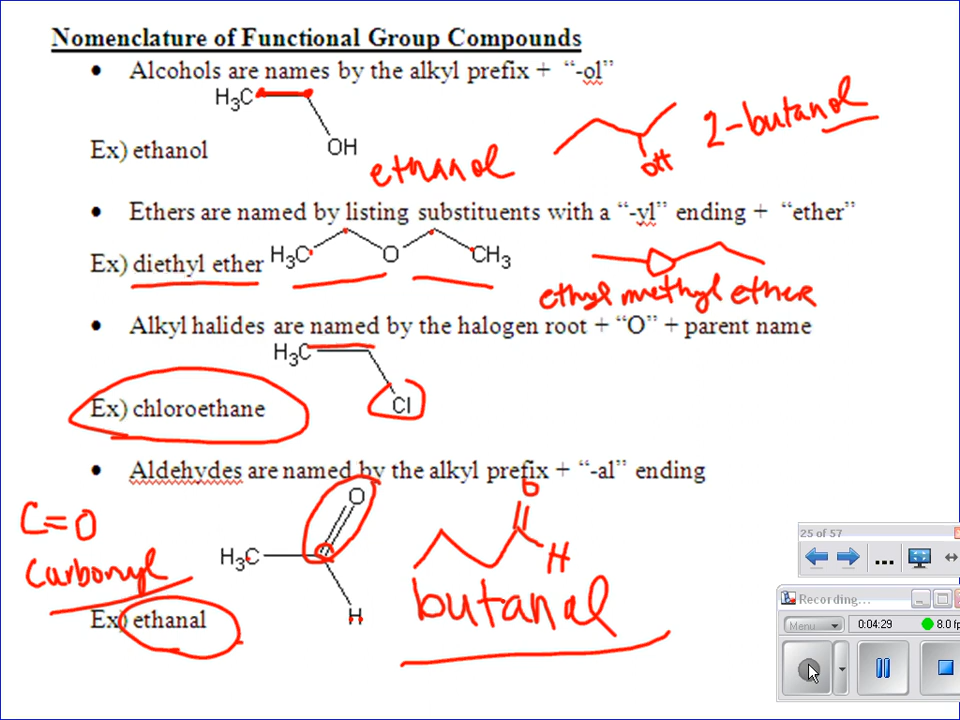 Nomenclature of Functional Group Compounds
• Alcohols are names by the alkyl prefix + “-ol”
H3C
OH
Ex) ethanol
ethanol
OH
2-butanol
• Ethers are named by listing substituents with a “-yl” ending + “ether”
Ex) diethyl ether
H3C O CH3
ethyl methyl ether
• Alkyl halides are named by the halogen root + “O” + parent name
H3C
Cl
Ex) chloroethane
• Aldehydes are named by the alkyl prefix + “-al” ending
O
O
C=O
H3C
H
Carbonyl
H
Ex) ethanal
butanal
25 of 57
...
Recording...
Menu
0:04:29
8.0 fp